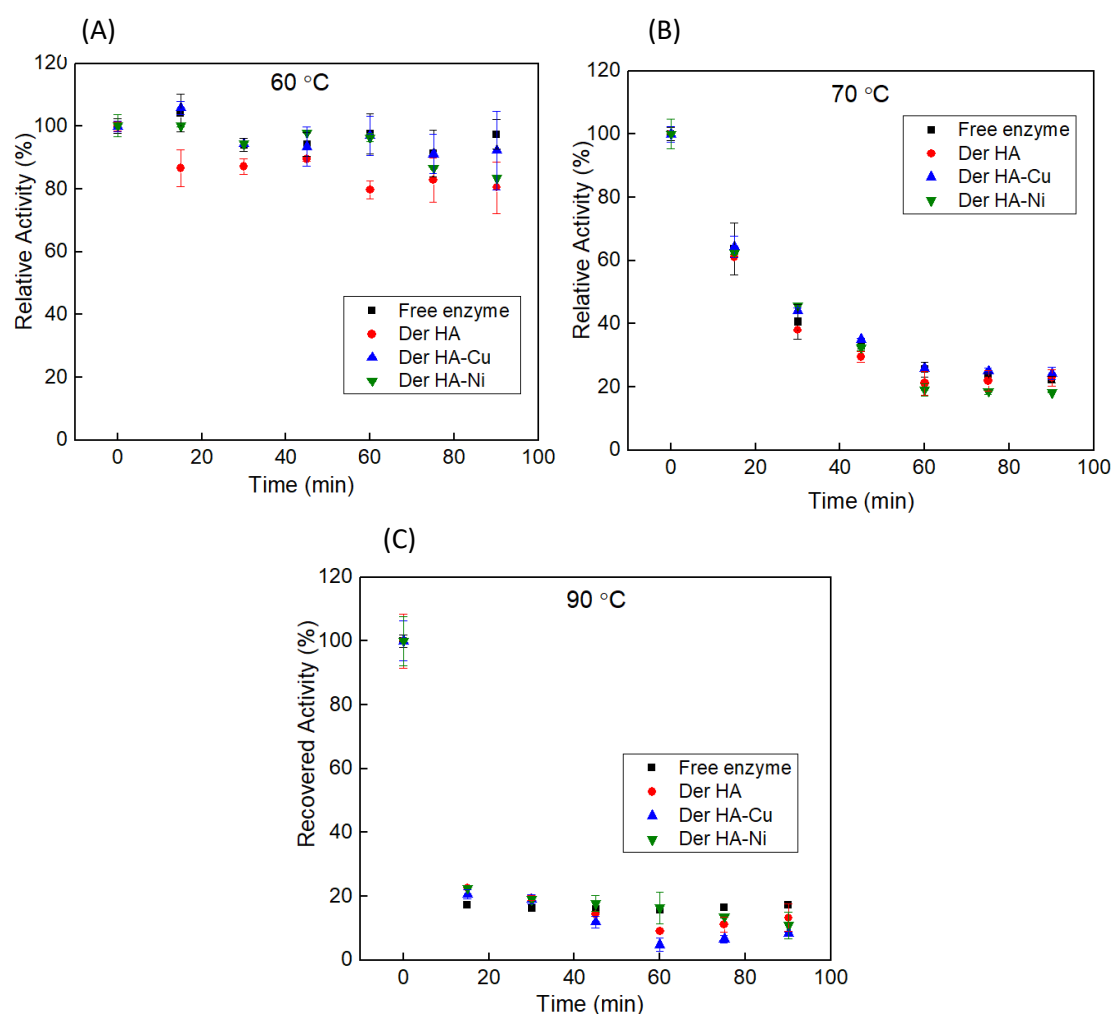 (A)
(B)
60 °C
Relative Activity (%)
120
100
80
60
40
20
0
Free enzyme
Der HA
Der HA-Cu
Der HA-Ni
0 20 40 60 80 100
Time (min)
70 °C
Relative Activity (%)
120
100
80
60
40
20
0
Free enzyme
Der HA
Der HA-Cu
Der HA-Ni
0 20 40 60 80 100
Time (min)
(C)
90 °C
Recovered Activity (%)
120
100
80
60
40
20
0
Free enzyme
Der HA
Der HA-Cu
Der HA-Ni
0 20 40 60 80 100
Time (min)